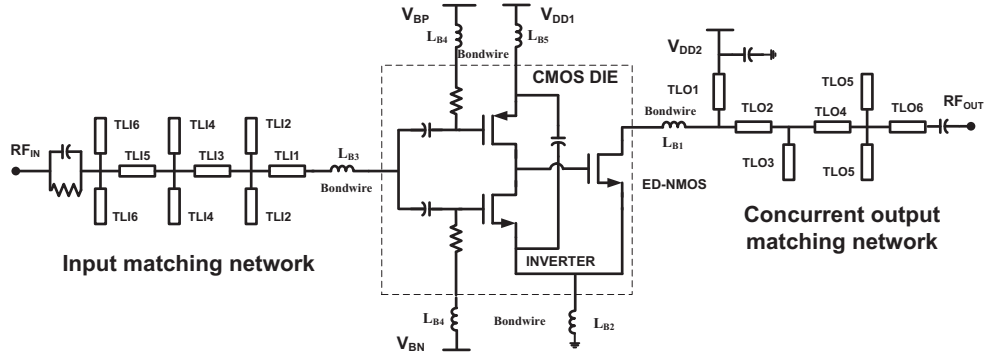 V_BP
L_B4
V_DD1
L_B5
Bondwire
CMOS DIE
V_DD2
TLO1
TLO2
TLO3
TLO4
TLO5
TLO5
TLO6
RF_OUT
Bondwire
L_B1
ED-NMOS
Concurrent output
matching network
RF_IN
TLI6
TLI6
TLI5
TLI4
TLI4
TLI3
TLI2
TLI2
TLI1
L_B3
Bondwire
Input matching network
INVERTER
L_B4
V_BN
Bondwire
L_B2